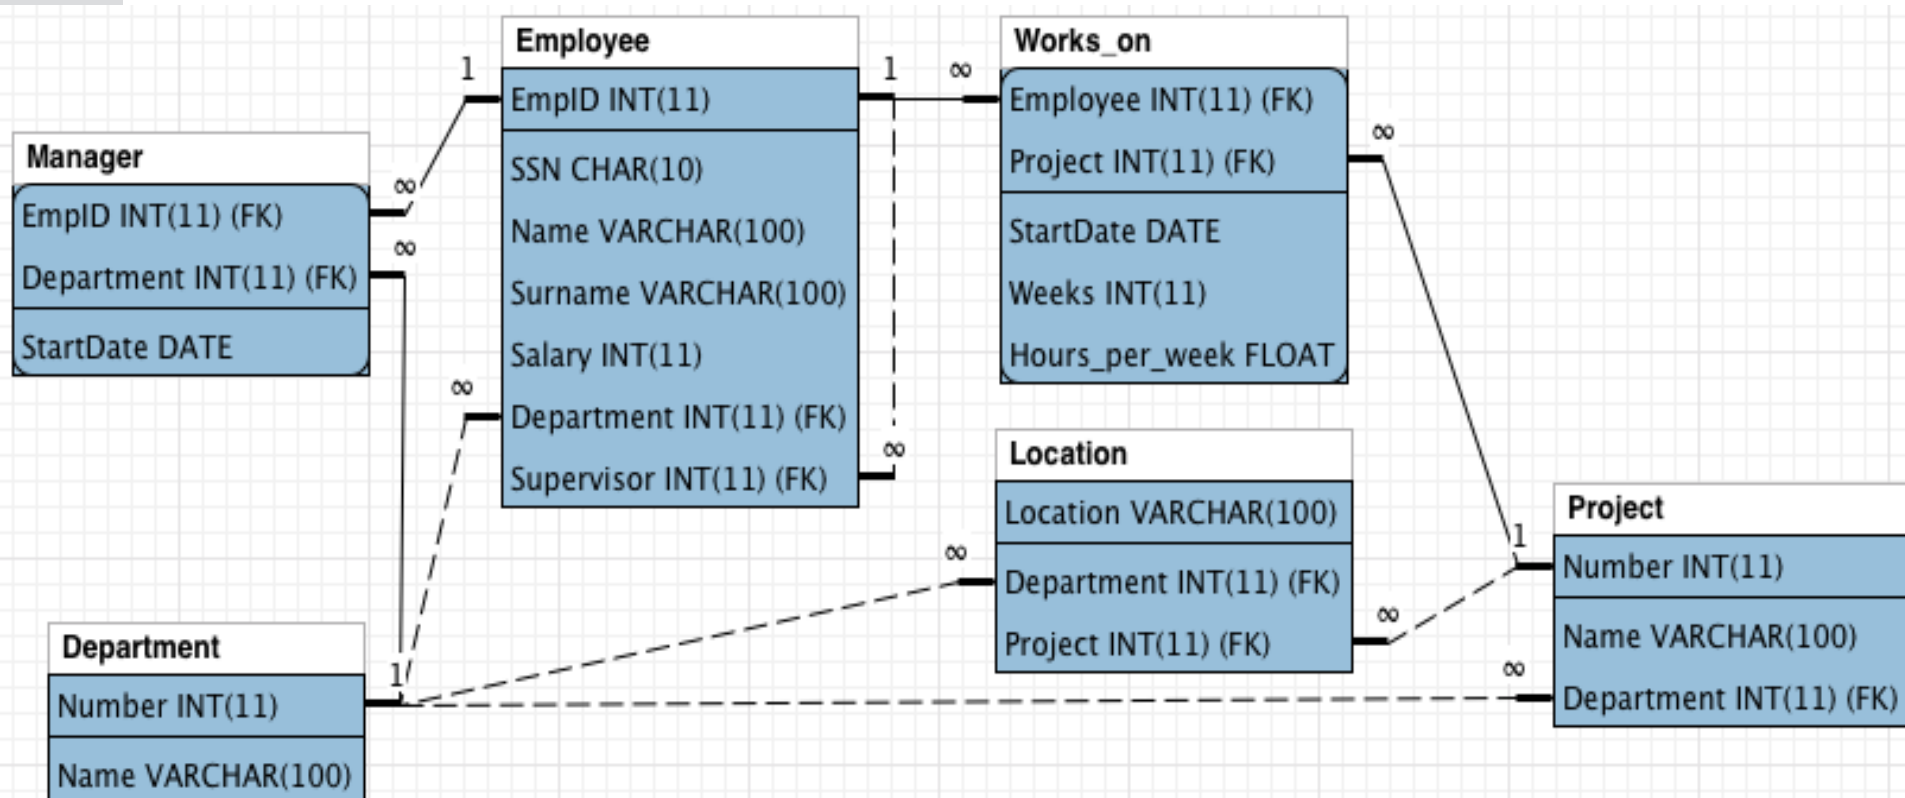 Employee
EmpID INT(11)
SSN CHAR(10)
Name VARCHAR(100)
Surname VARCHAR(100)
Salary INT(11)
Department INT(11) (FK)
Supervisor INT(11) (FK)
Works_on
Employee INT(11) (FK)
Project INT(11) (FK)
StartDate DATE
Weeks INT(11)
Hours_per_week FLOAT
Manager
EmpID INT(11) (FK)
Department INT(11) (FK)
StartDate DATE
Location
Location VARCHAR(100)
Department INT(11) (FK)
Project INT(11) (FK)
Project
Number INT(11)
Name VARCHAR(100)
Department INT(11) (FK)
Department
Number INT(11)
Name VARCHAR(100)
1
∞
∞
∞
1
∞
∞
∞
1
∞
∞
∞
1